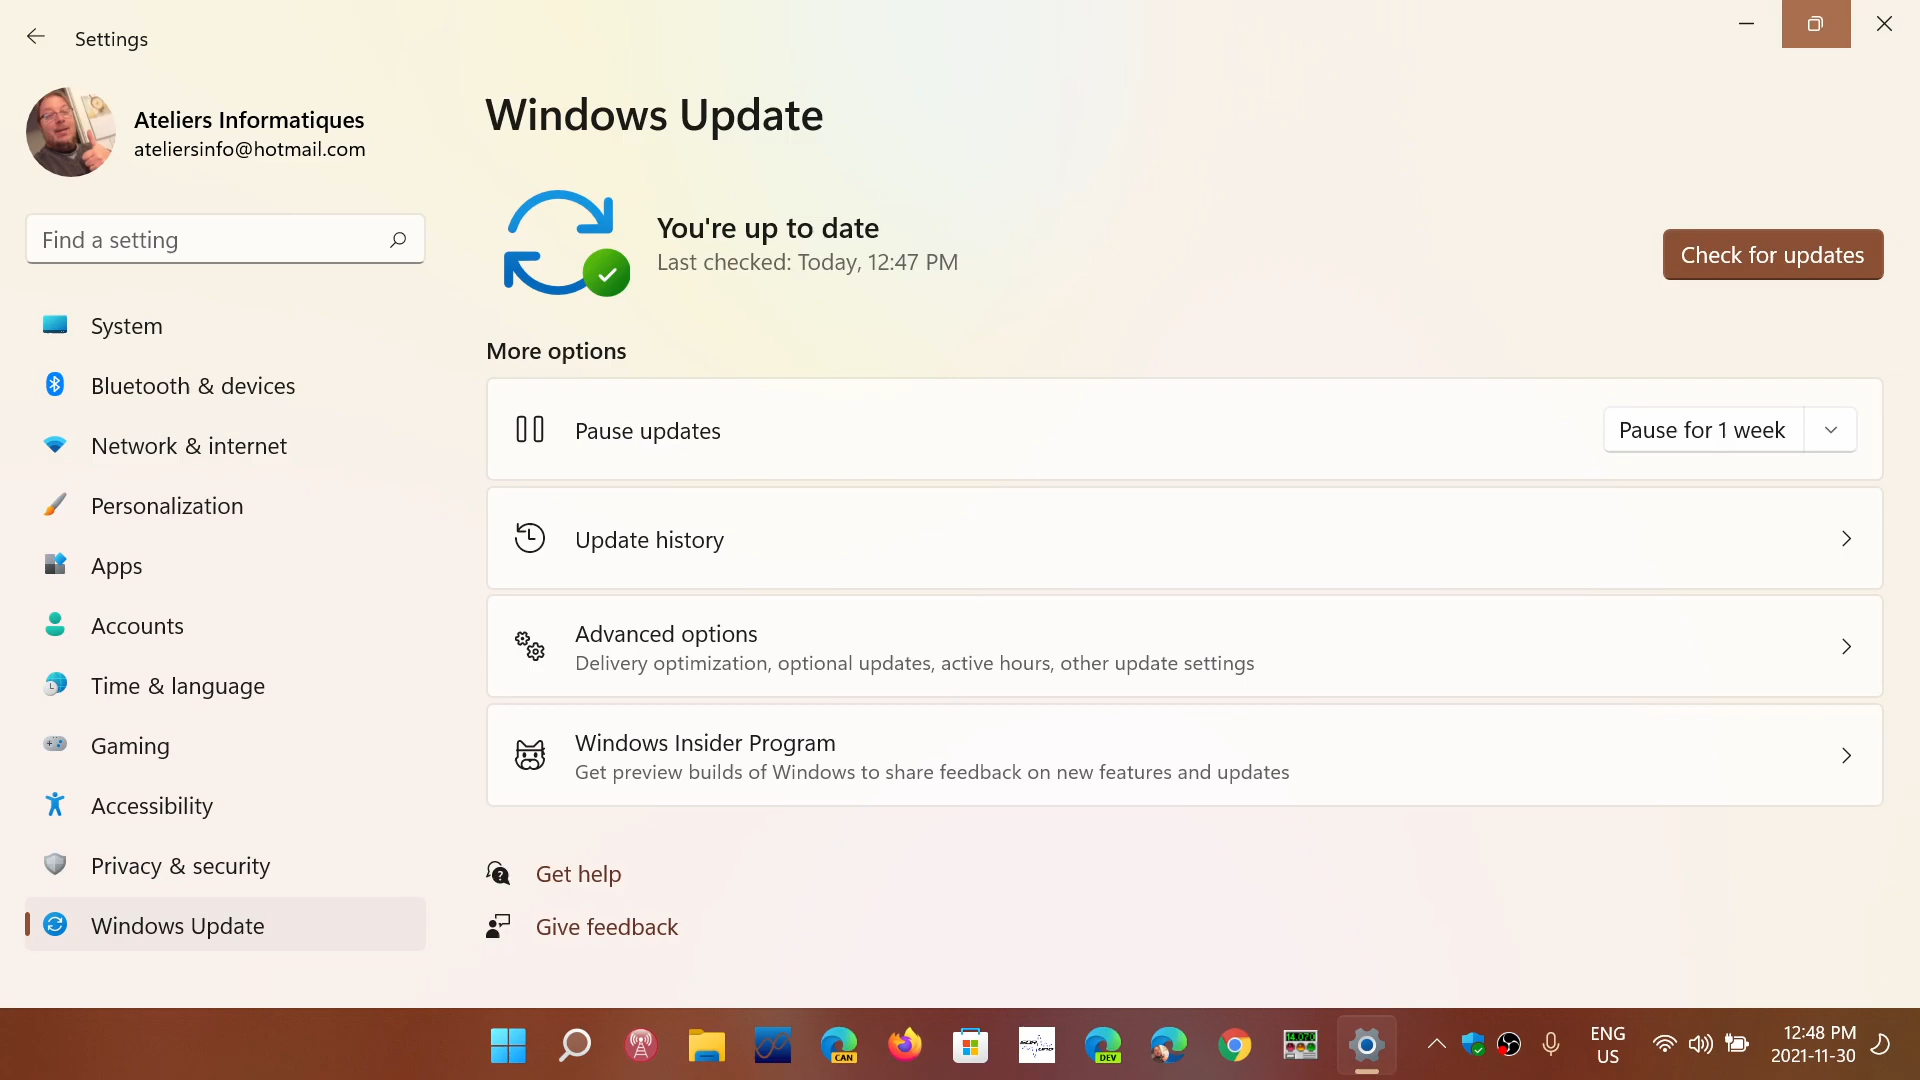 Settings
Ateliers Informatiques
ateliersinfo@hotmail.com
Find a setting
System
Bluetooth & devices
Network & internet
Personalization
Apps
Accounts
Time & language
Gaming
Accessibility
Privacy & security
Windows Update
Windows Update
You're up to date
Last checked: Today, 12:47 PM
Check for updates
More options
Pause updates
Pause for 1 week
Update history
Advanced options
Delivery optimization, optional updates, active hours, other update settings
Windows Insider Program
Get preview builds of Windows to share feedback on new features and updates
Get help
Give feedback
CAN
DEV
14.070
ENG
US
12:48 PM
2021-11-30